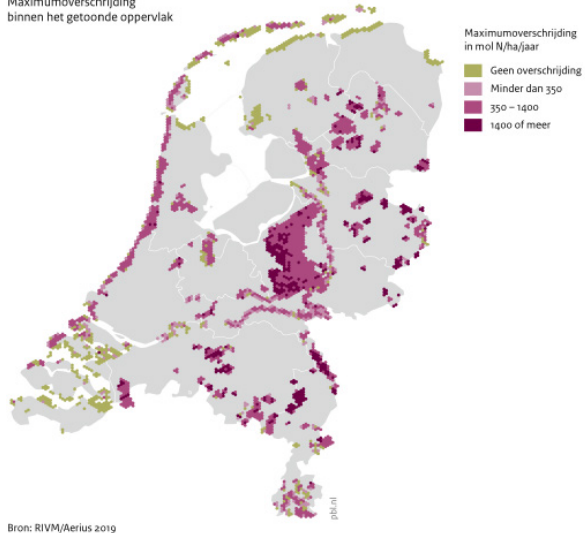 Maximumoverschrijding
binnen het getoonde oppervlak
Maximumoverschrijding
in mol N/ha/jaar
Geen overschrijding
Minder dan 350
350 – 1400
1400 of meer
pbl.nl
Bron: RIVM/Aerius 2019